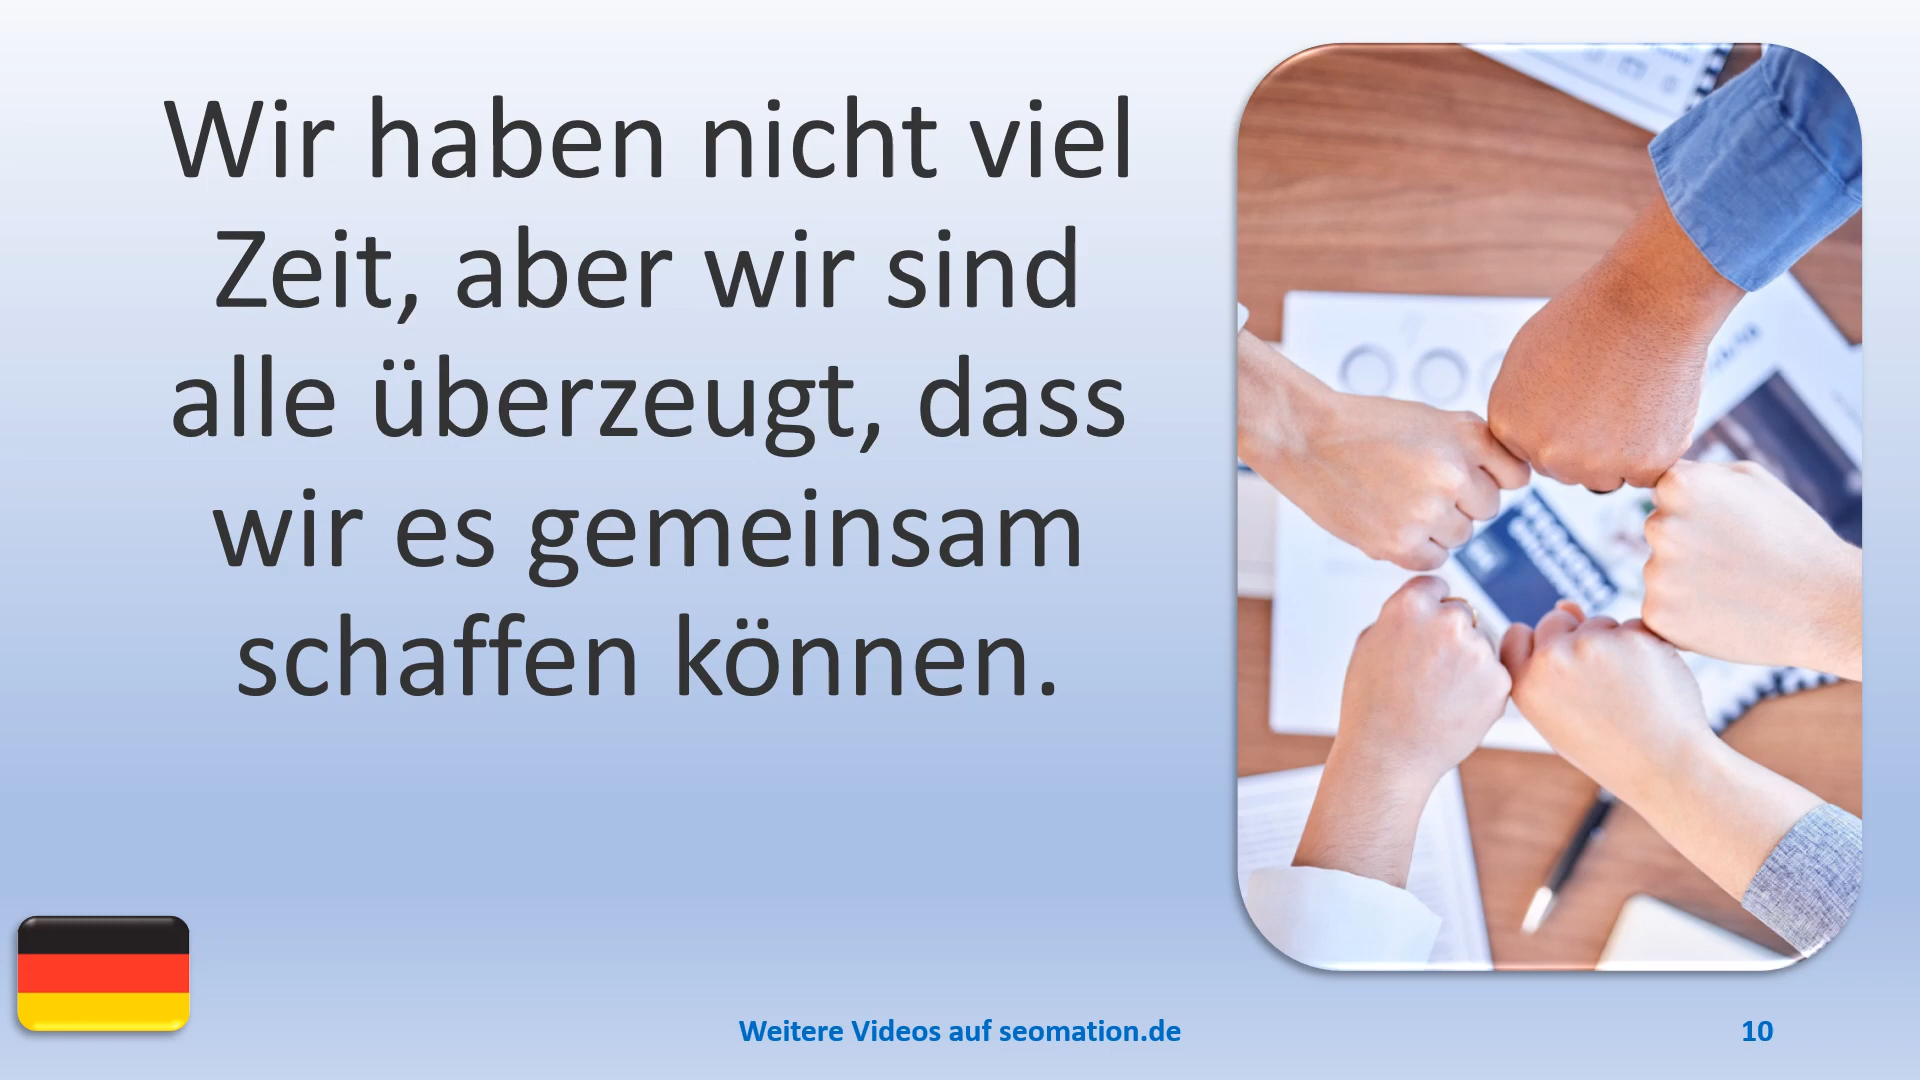 Wir haben nicht viel
Zeit, aber wir sind
alle überzeugt, dass
wir es gemeinsam
schaffen können.
Weitere Videos auf seomation.de
10